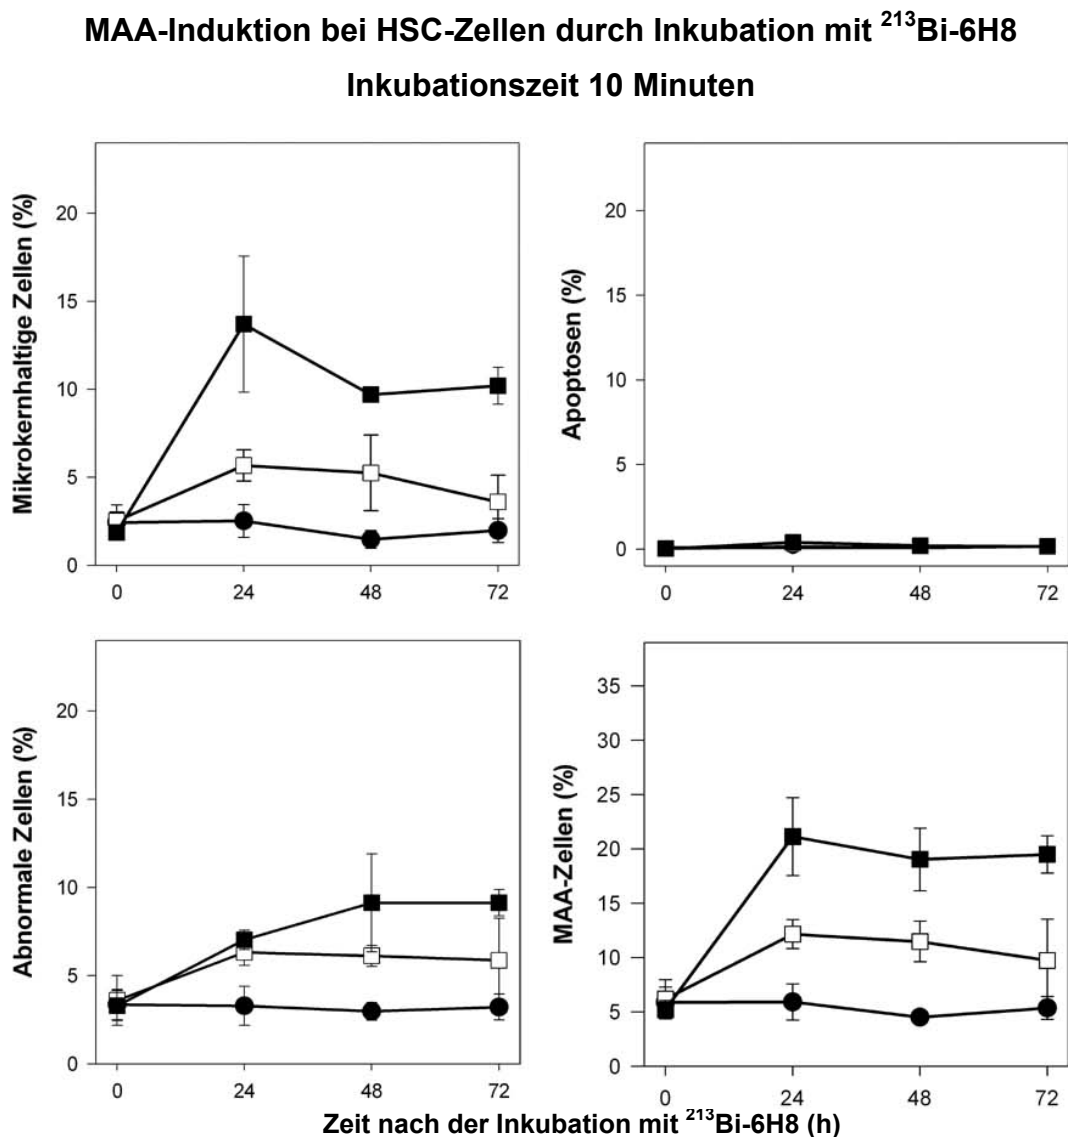 MAA-Induktion bei HSC-Zellen durch Inkubation mit ²¹³Bi-6H8
Inkubationszeit 10 Minuten
Mikrokernhaltige Zellen (%)
20
15
10
5
0
0 24 48 72
Apoptosen (%)
20
15
10
5
0
0 24 48 72
Abnormale Zellen (%)
20
15
10
5
0
0 24 48 72
MAA-Zellen (%)
35
30
25
20
15
10
5
0
0 24 48 72
Zeit nach der Inkubation mit ²¹³Bi-6H8 (h)